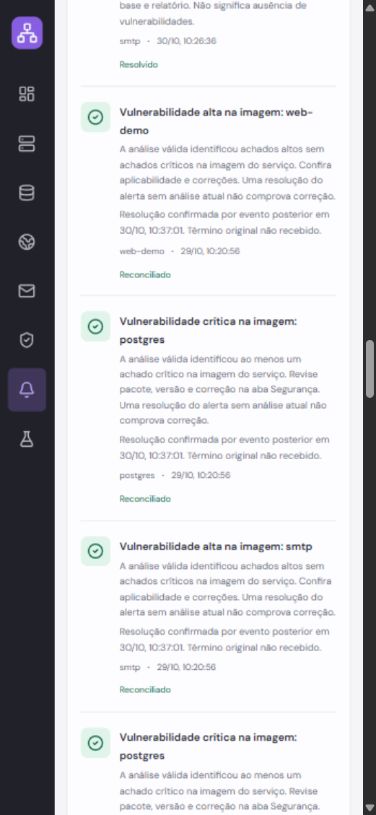 base e relatório. Não significa ausência de
vulnerabilidades.
smtp • 30/10, 10:26:36
Resolvido
Vulnerabilidade alta na imagem: web-
demo
A análise válida identificou achados altos sem
achados críticos na imagem do serviço. Confira
aplicabilidade e correções. Uma resolução do
alerta sem análise atual não comprova correção.
Resolução confirmada por evento posterior em
30/10, 10:37:01. Término original não recebido.
web-demo • 29/10, 10:20:56
Reconciliado
Vulnerabilidade crítica na imagem:
postgres
A análise válida identificou ao menos um
achado crítico na imagem do serviço. Revise
pacote, versão e correção na aba Segurança.
Uma resolução do alerta sem análise atual não
comprova correção.
Resolução confirmada por evento posterior em
30/10, 10:37:01. Término original não recebido.
postgres • 29/10, 10:20:56
Reconciliado
Vulnerabilidade alta na imagem: smtp
A análise válida identificou achados altos sem
achados críticos na imagem do serviço. Confira
aplicabilidade e correções. Uma resolução do
alerta sem análise atual não comprova correção.
Resolução confirmada por evento posterior em
30/10, 10:37:01. Término original não recebido.
smtp • 29/10, 10:20:56
Reconciliado
Vulnerabilidade crítica na imagem:
postgres
A análise válida identificou ao menos um
achado crítico na imagem do serviço. Revise
pacote, versão e correção na aba Segurança.